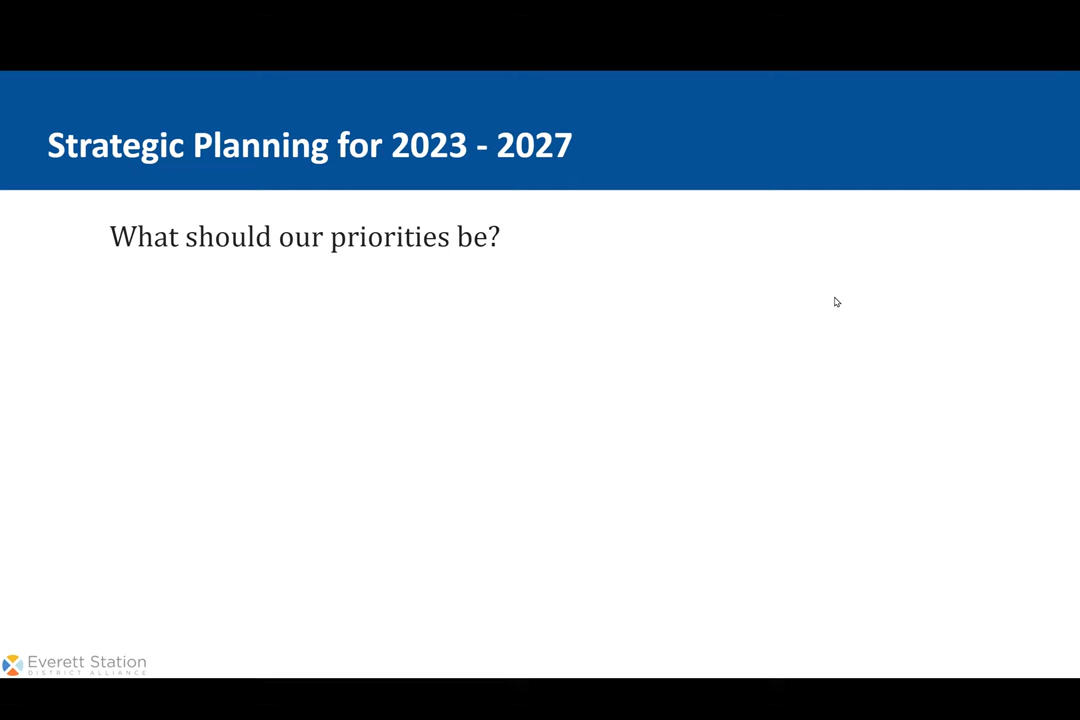 Strategic Planning for 2023 - 2027
What should our priorities be?
Everett Station
DISTRICT ALLIANCE